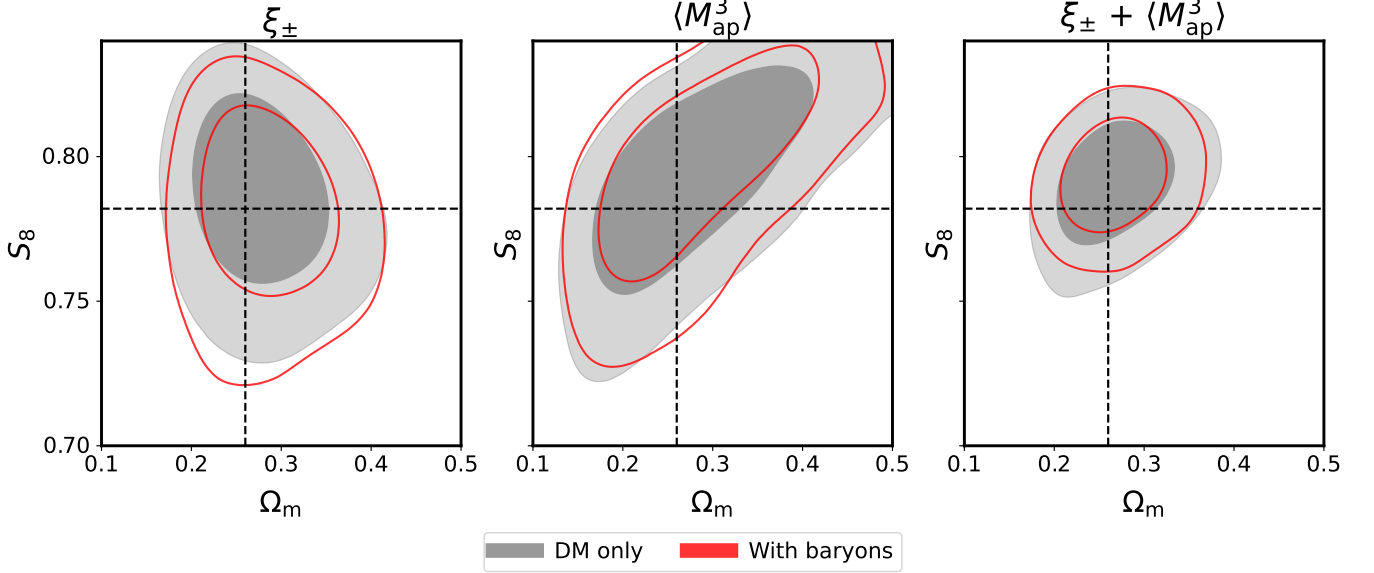 ξ± ⟨M³ap⟩ ξ± + ⟨M³ap⟩
S8 S8 S8
0.80
0.75
0.70
0.1 0.2 0.3 0.4 0.5 0.1 0.2 0.3 0.4 0.5 0.1 0.2 0.3 0.4 0.5
Ωm Ωm Ωm
DM only With baryons